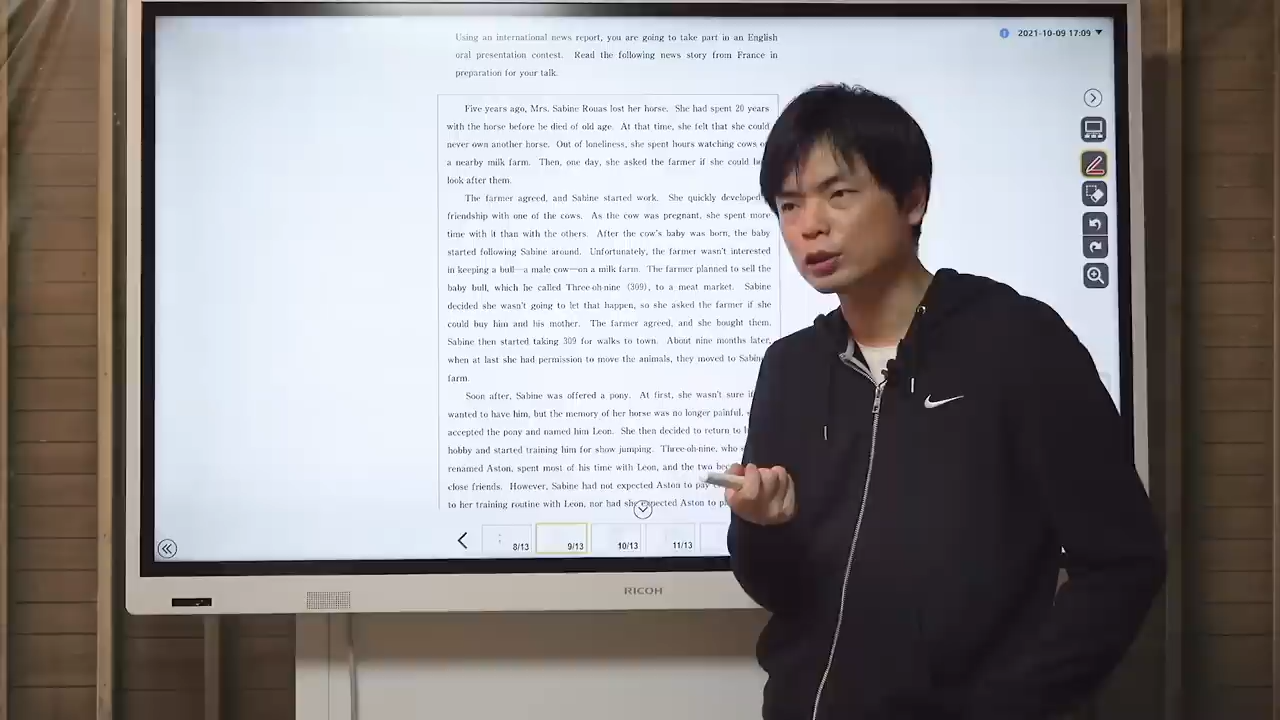 Using an international news report, you are going to take part in an English
oral presentation contest. Read the following news story from France in
preparation for your talk.
2021-10-09 17:09
Five years ago, Mrs. Sabine Rouas lost her horse. She had spent 20 years
with the horse before he died of old age. At that time, she felt that she could
never own another horse. Out of loneliness, she spent hours watching cows
a nearby milk farm. Then, one day, she asked the farmer if she could
look after them.
The farmer agreed, and Sabine started work. She quickly developed
friendship with one of the cows. As the cow was pregnant, she spent more
time with it than with the others. After the cow's baby was born, the baby
started following Sabine around. Unfortunately, the farmer wasn't interested
in keeping a bull—a male cow—on a milk farm. The farmer planned to sell the
baby bull, which he called Three-oh-nine (309), to a meat market. Sabine
decided she wasn't going to let that happen, so she asked the farmer if she
could buy him and his mother. The farmer agreed, and she bought them.
Sabine then started taking 309 for walks to town. About nine months later,
when at last she had permission to move the animals, they moved to Sabine
farm.
Soon after, Sabine was offered a pony. At first, she wasn't sure if
wanted to have him, but the memory of her horse was no longer painful,
accepted the pony and named him Leon. She then decided to return to
hobby and started training him for show jumping. Three-oh-nine, who
renamed Aston, spent most of his time with Leon, and the two
close friends. However, Sabine had not expected Aston to pay
to her training routine with Leon, nor had she expected Aston to
8/13
9/13
10/13
11/13
RICOH